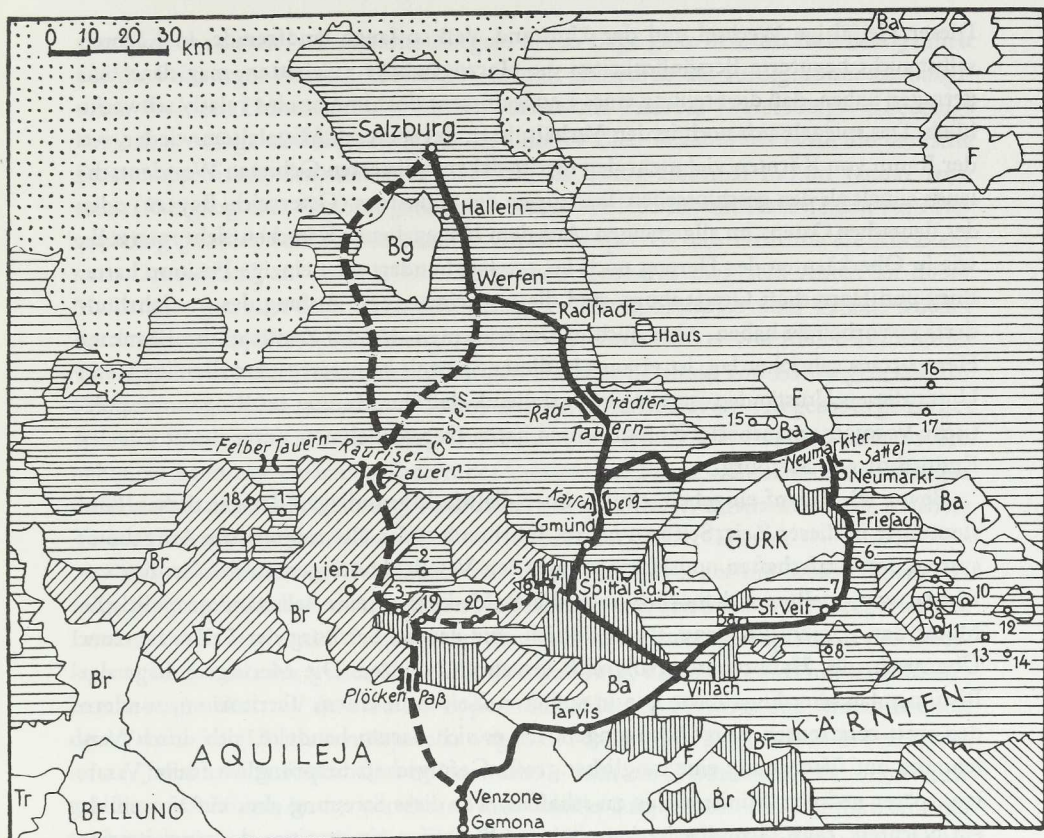 0 10 20 30
km
Ba
F
Salzburg
Hallein
Bg
Werfen
Radſtadt
Haus
16
Rad-
ſtädter
Tauern
F
15
Ba
17
Gaſtein
Felber Tauern
Rauriſer
Tauern
Neumarkter
Sattel
Neumarkt
18
1
Katſch
berg
Gmünd
GURK
Frieſach
Ba
L
Br
Lienz
2
5
4
6
9
3
19
20
Spittal a.d.Dr.
7
10
St.Veit
Ba
Ba
F
Br
11
12
8
13
14
Br
Plöcken-Paß
Ba
Villach
Tarvis
KÄRNTEN
AQUILEJA
F
Br
Br
Tr
BELLUNO
Venzone
Gemona